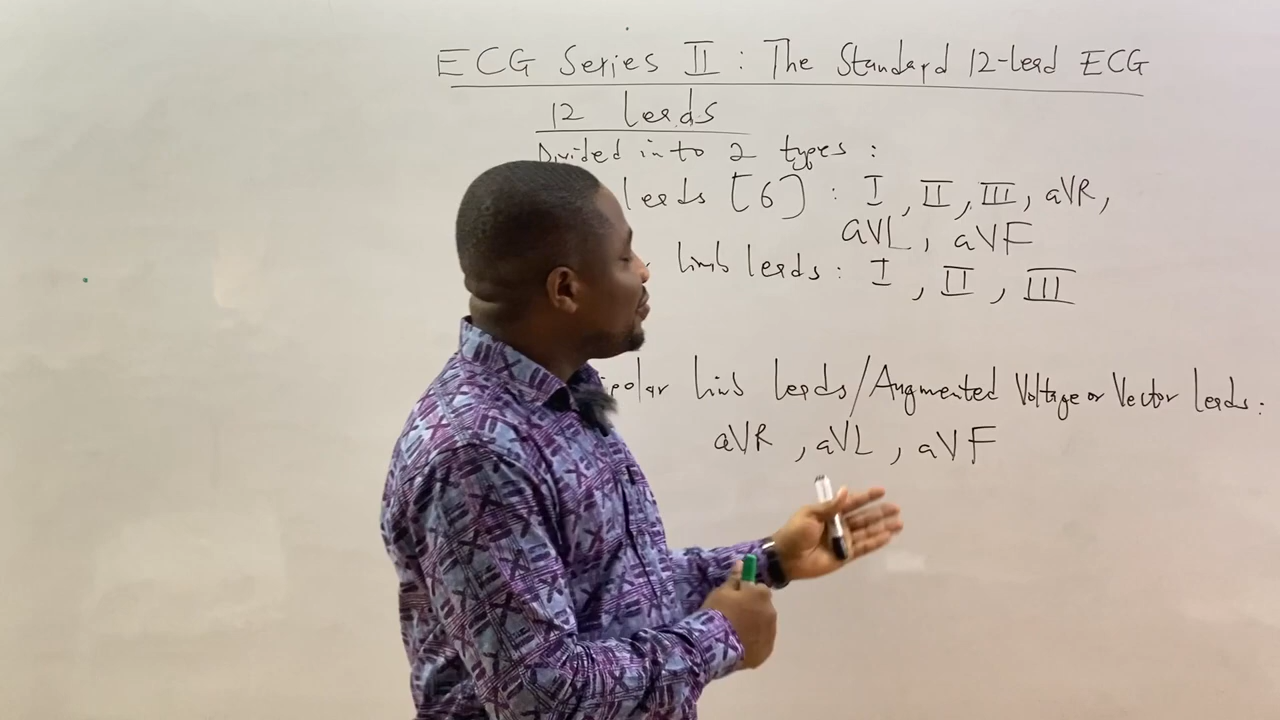 ECG Series II : The Standard 12-lead ECG
12 leads
Divided into 2 types :
leads [6] : I , II , III , aVR ,
aVL , aVF
limb leads : I , II , III
polar limb leads/Augmented Voltage or Vector leads :
aVR , aVL , aVF